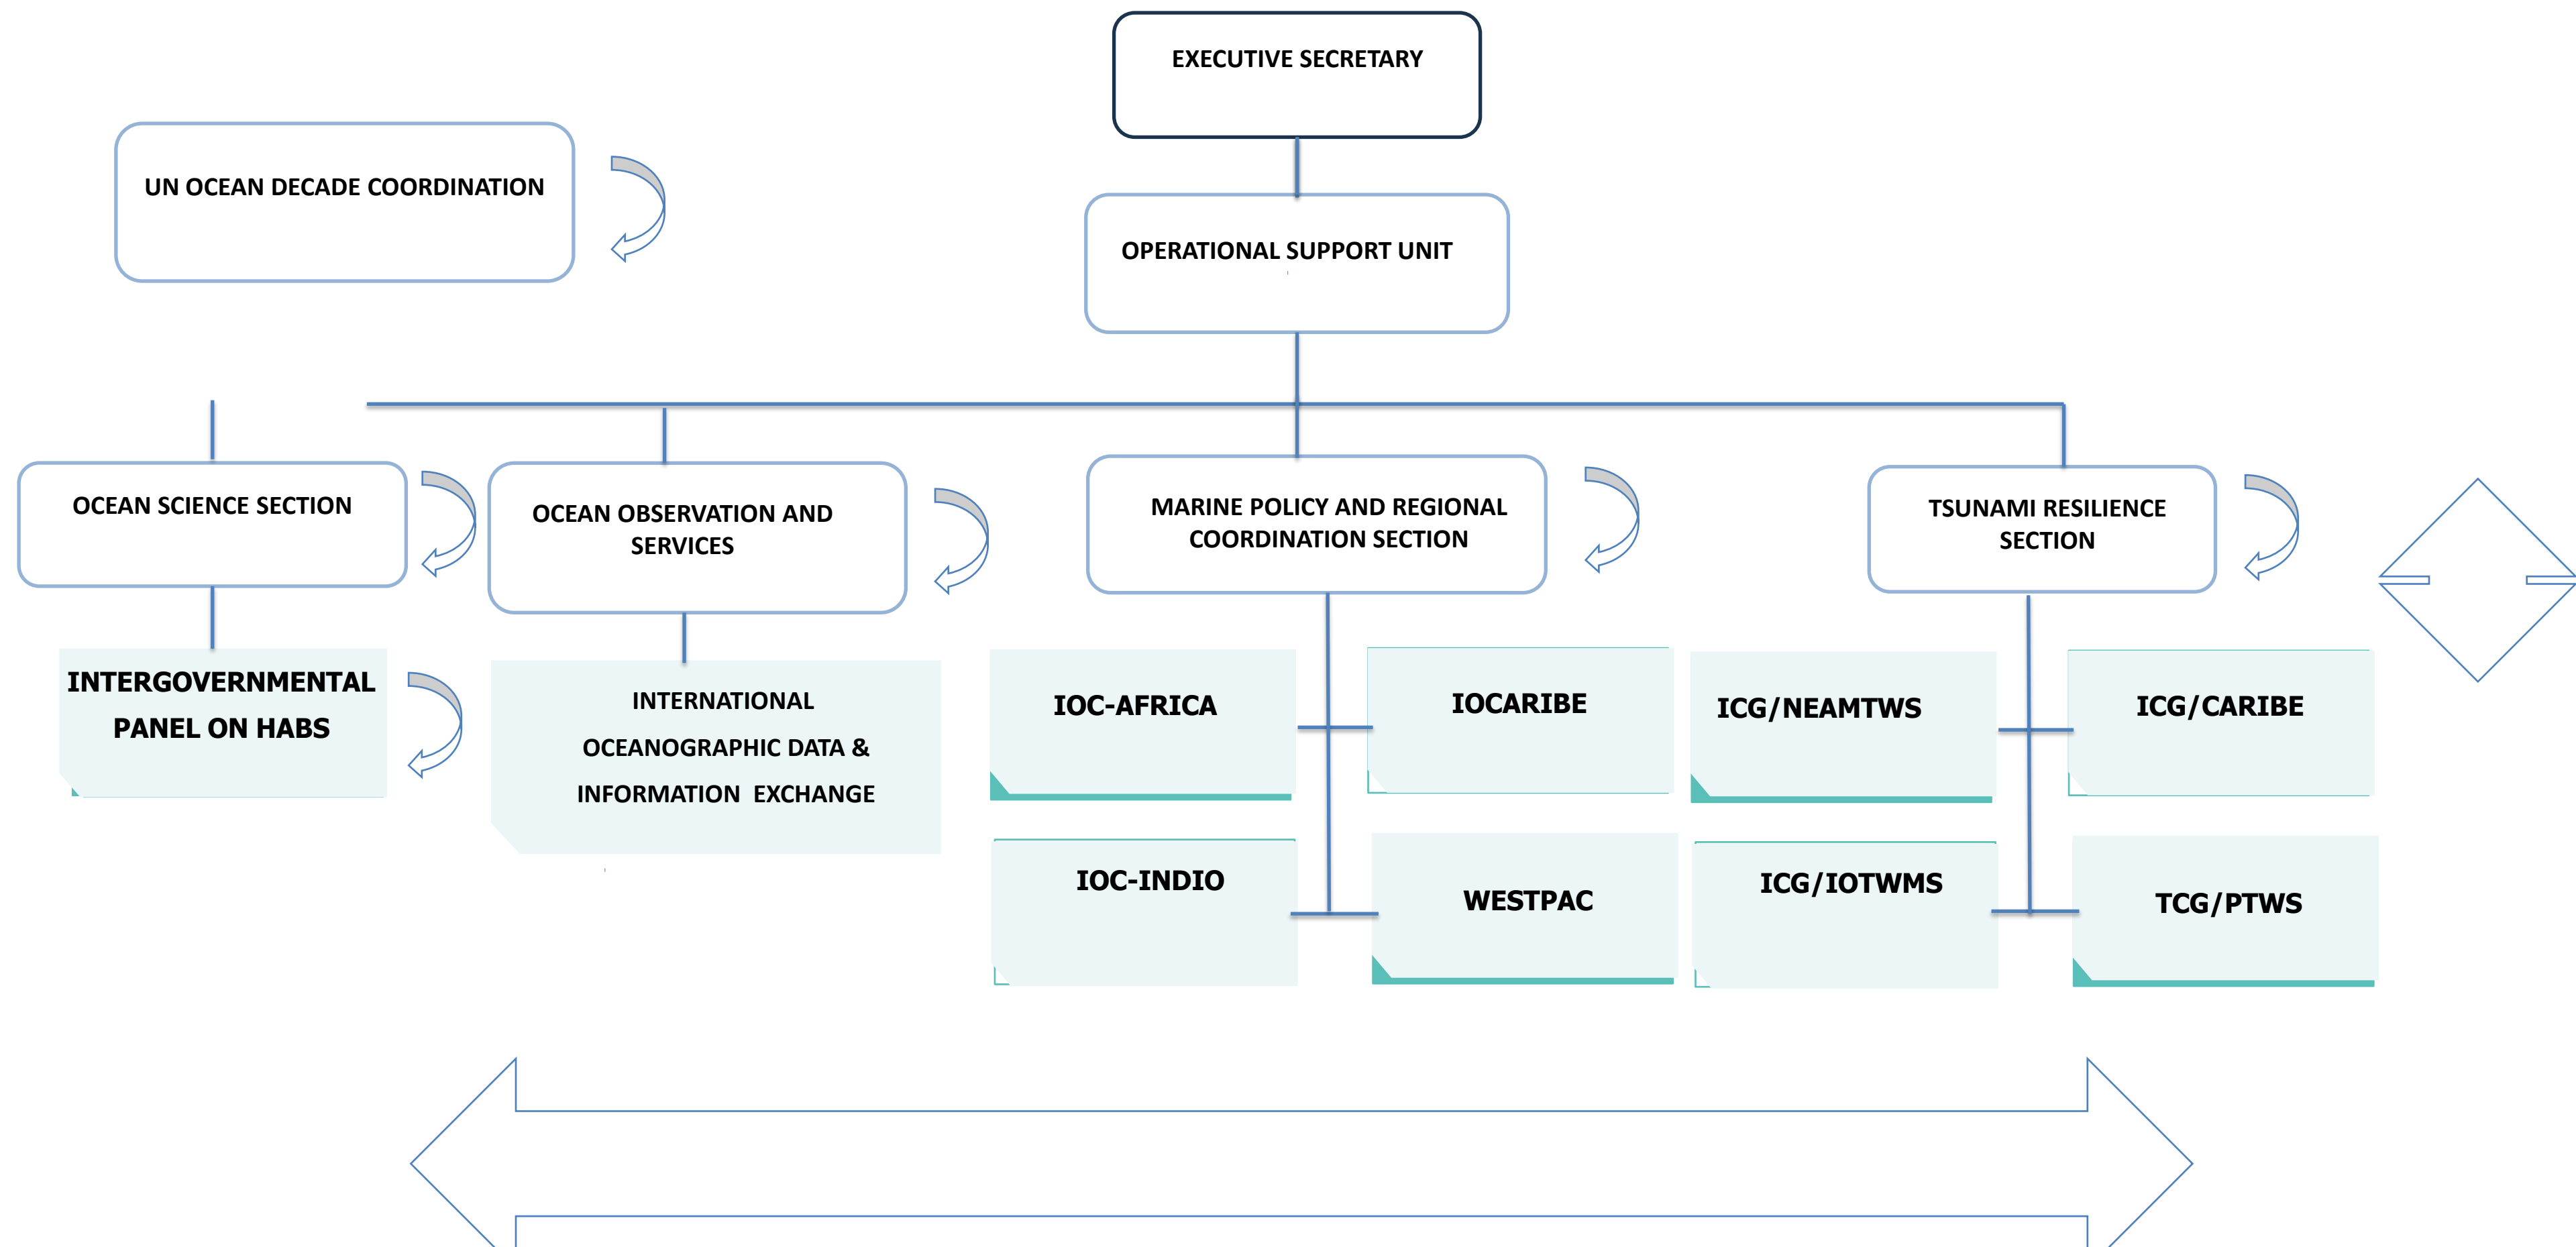 EXECUTIVE SECRETARY
UN OCEAN DECADE COORDINATION
OPERATIONAL SUPPORT UNIT
OCEAN SCIENCE SECTION
OCEAN OBSERVATION AND
SERVICES
MARINE POLICY AND REGIONAL
COORDINATION SECTION
TSUNAMI RESILIENCE
SECTION
INTERGOVERNMENTAL
PANEL ON HABS
INTERNATIONAL
OCEANOGRAPHIC DATA &
INFORMATION EXCHANGE
IOC-AFRICA
IOCARIBE
ICG/NEAMTWS
ICG/CARIBE
IOC-INDIO
WESTPAC
ICG/IOTWMS
TCG/PTWS